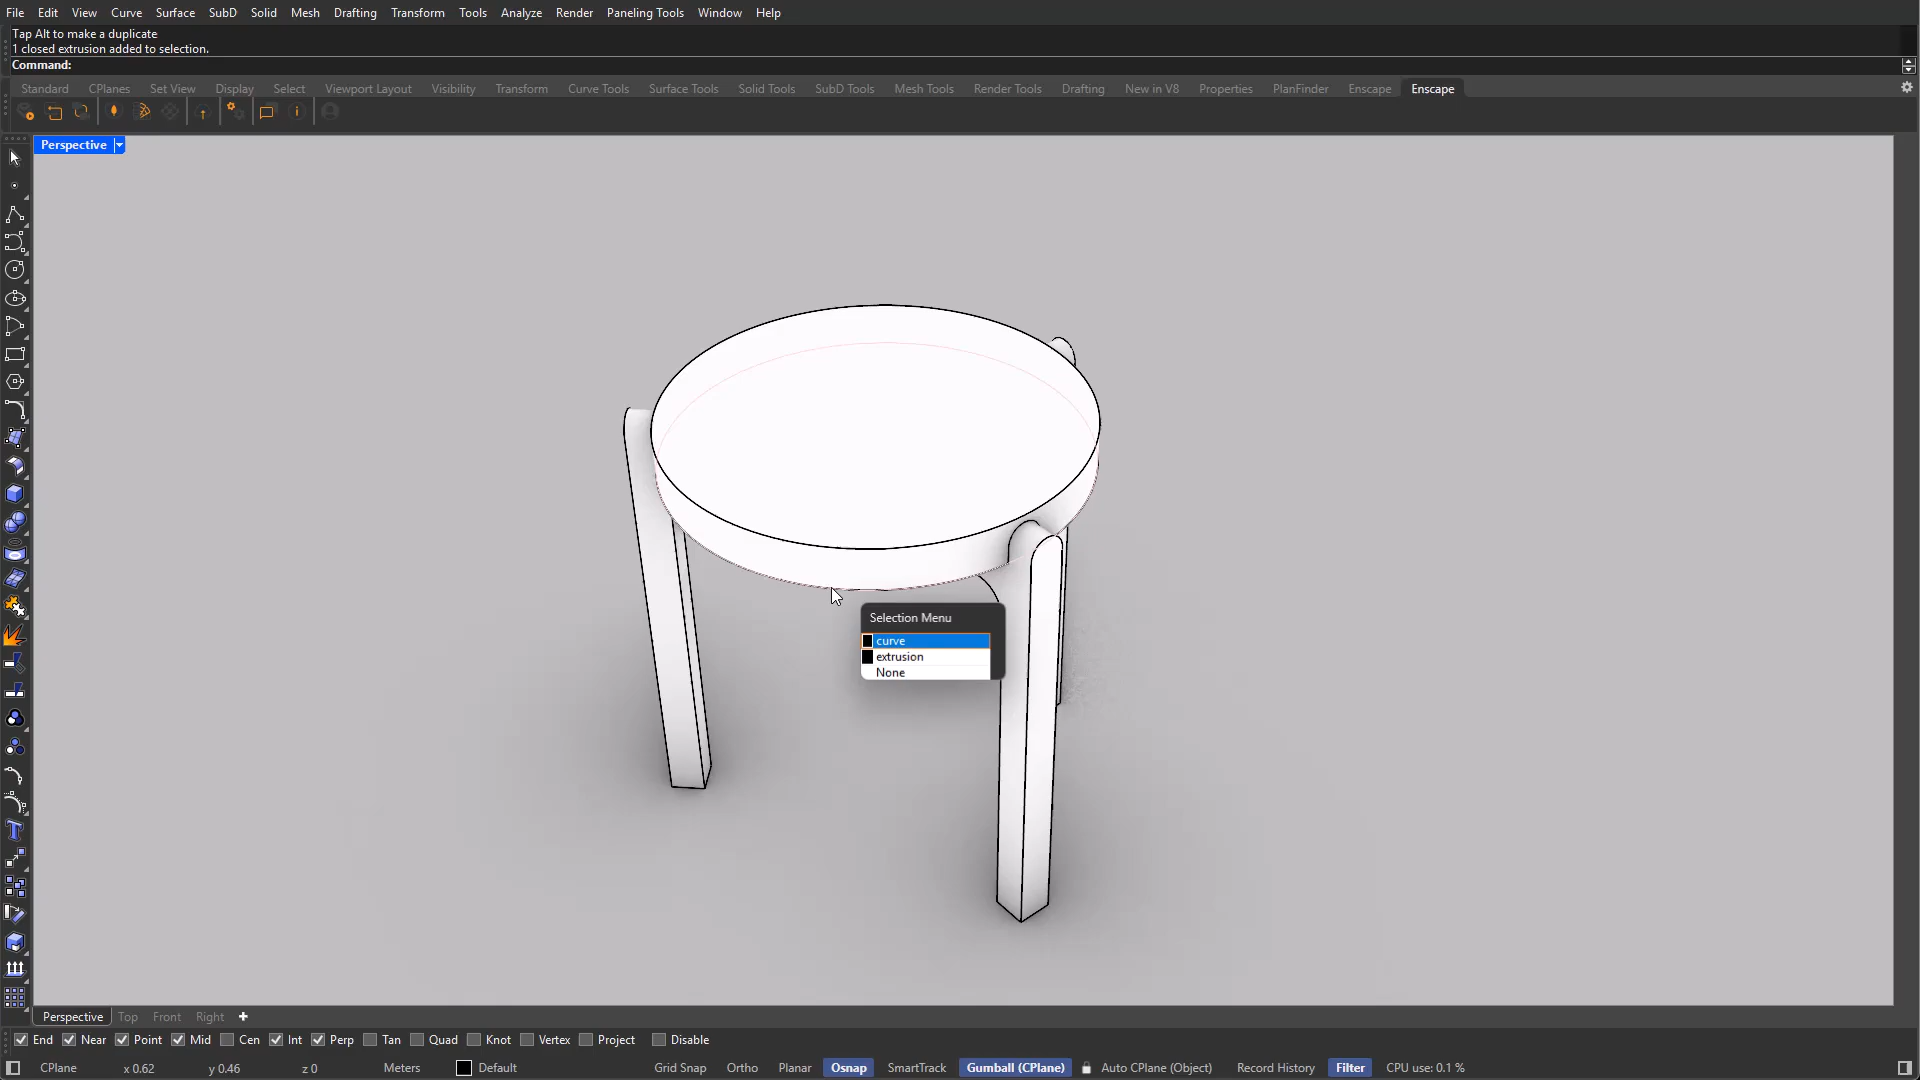 File Edit View Curve Surface SubD Solid Mesh Drafting Transform Tools Analyze Render Paneling Tools Window Help
Tap Alt to make a duplicate
1 closed extrusion added to selection.
Command:
Standard CPlanes Set View Display Select Viewport Layout Visibility Transform Curve Tools Surface Tools Solid Tools SubD Tools Mesh Tools Render Tools Drafting New in V8 Properties PlanFinder Enscape Enscape
Perspective
Selection Menu
curve
extrusion
None
Perspective Top Front Right
End Near Point Mid Cen Int Perp Tan Quad Knot Vertex Project Disable
CPlane x 0.62 y 0.46 z 0 Meters Default Grid Snap Ortho Planar Osnap SmartTrack Gumball (CPlane) Auto CPlane (Object) Record History Filter CPU use: 0.1 %